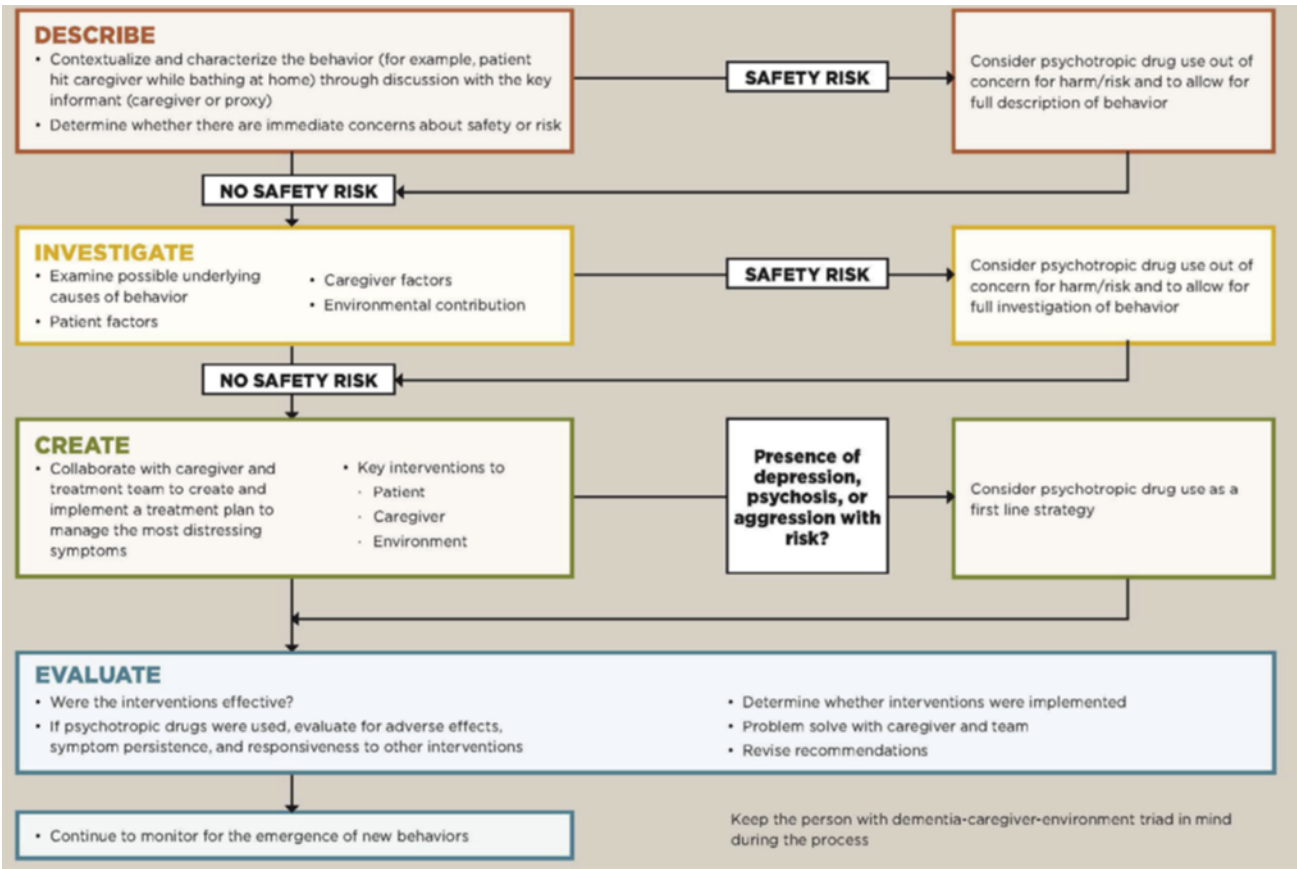 DESCRIBE
• Contextualize and characterize the behavior (for example, patient
hit caregiver while bathing at home) through discussion with the key
informant (caregiver or proxy)
• Determine whether there are immediate concerns about safety or risk
SAFETY RISK
Consider psychotropic drug use out of
concern for harm/risk and to allow for
full description of behavior
NO SAFETY RISK
INVESTIGATE
• Examine possible underlying
causes of behavior
• Patient factors
• Caregiver factors
• Environmental contribution
SAFETY RISK
Consider psychotropic drug use out of
concern for harm/risk and to allow for
full investigation of behavior
NO SAFETY RISK
CREATE
• Collaborate with caregiver and
treatment team to create and
implement a treatment plan to
manage the most distressing
symptoms
• Key interventions to
· Patient
· Caregiver
· Environment
Presence of
depression,
psychosis, or
aggression with
risk?
Consider psychotropic drug use as a
first line strategy
EVALUATE
• Were the interventions effective?
• If psychotropic drugs were used, evaluate for adverse effects,
symptom persistence, and responsiveness to other interventions
• Determine whether interventions were implemented
• Problem solve with caregiver and team
• Revise recommendations
• Continue to monitor for the emergence of new behaviors
Keep the person with dementia-caregiver-environment triad in mind
during the process